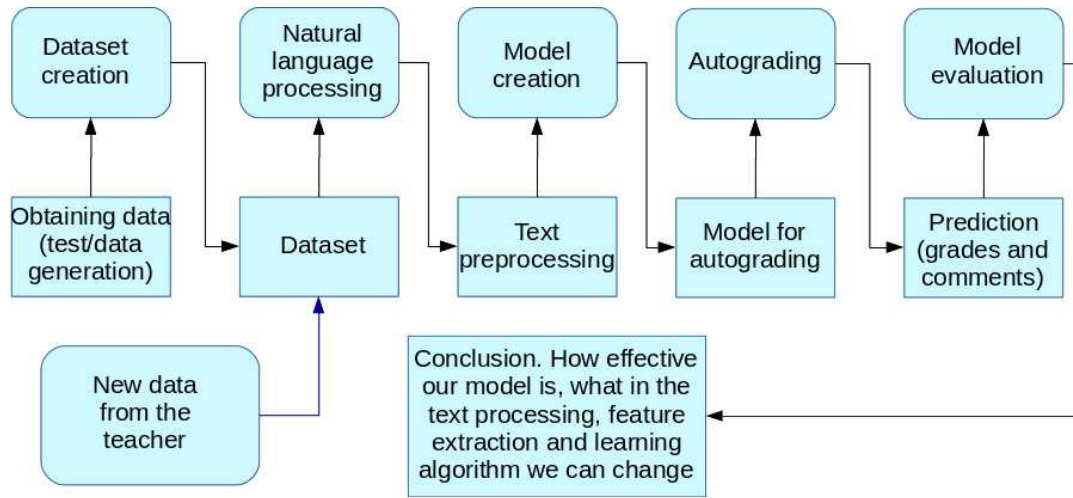 Dataset
creation
Natural
language
processing
Model
creation
Autograding
Model
evaluation
Obtaining data
(test/data
generation)
Dataset
Text
preprocessing
Model for
autograding
Prediction
(grades and
comments)
New data
from the
teacher
Conclusion. How effective
our model is, what in the
text processing, feature
extraction and learning
algorithm we can change